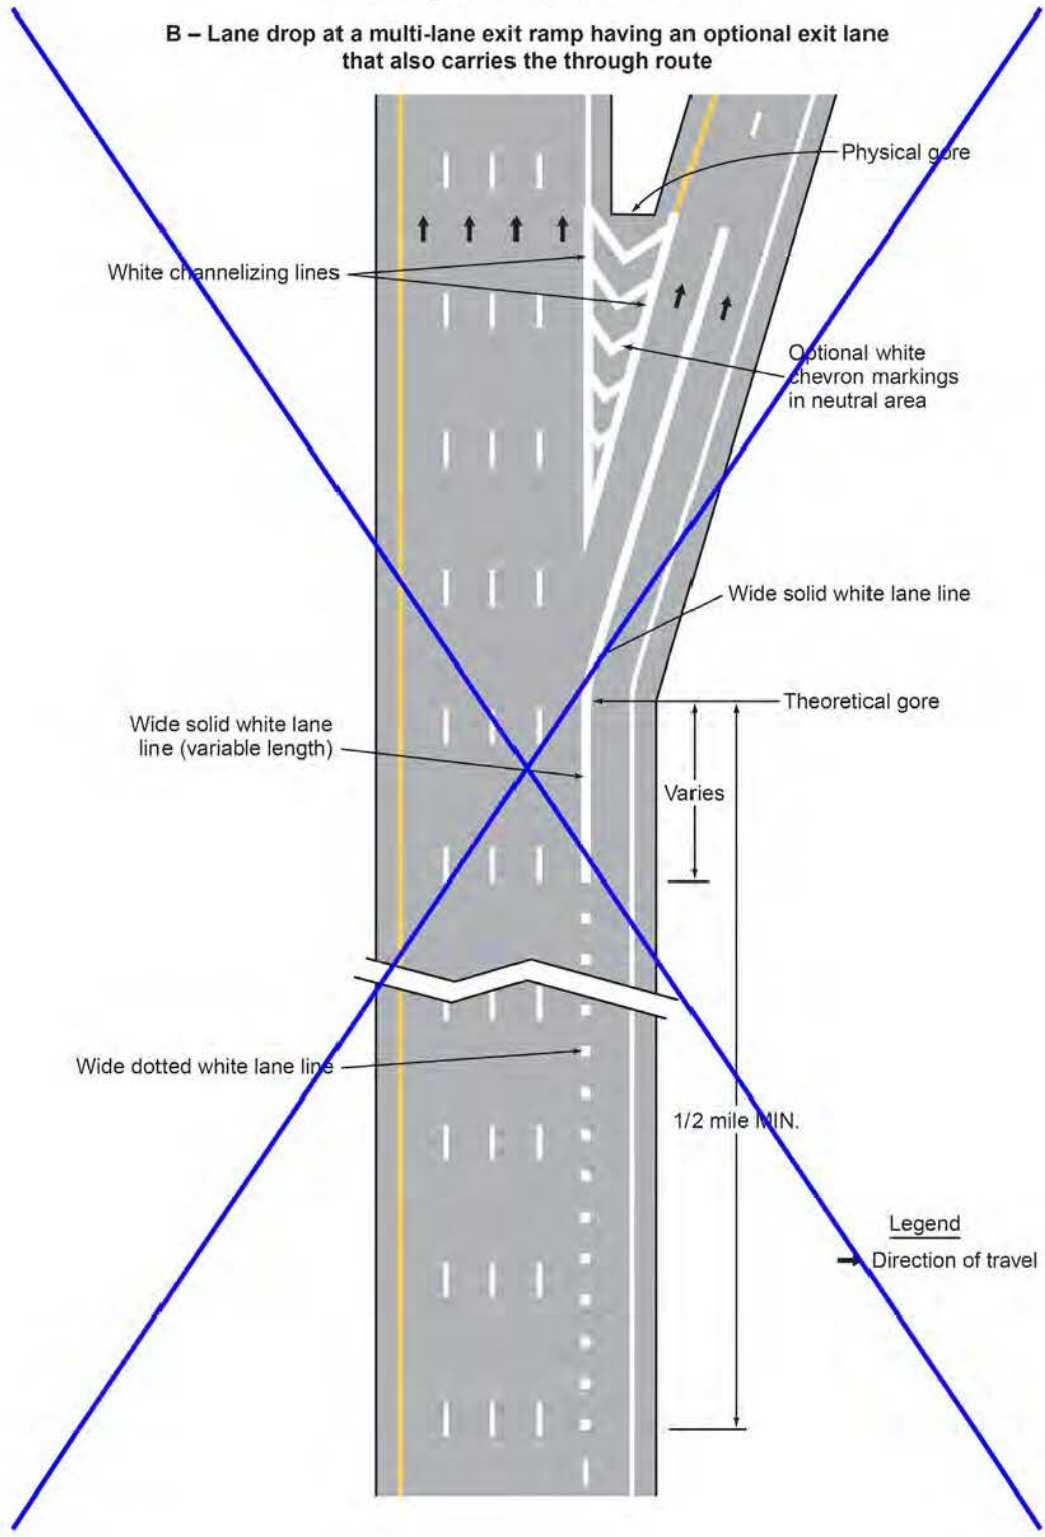 B – Lane drop at a multi-lane exit ramp having an optional exit lane
that also carries the through route
Physical gore
White channelizing lines
Optional white
chevron markings
in neutral area
Wide solid white lane line
Theoretical gore
Wide solid white lane
line (variable length)
Varies
Wide dotted white lane line
1/2 mile MIN.
Legend
Direction of travel